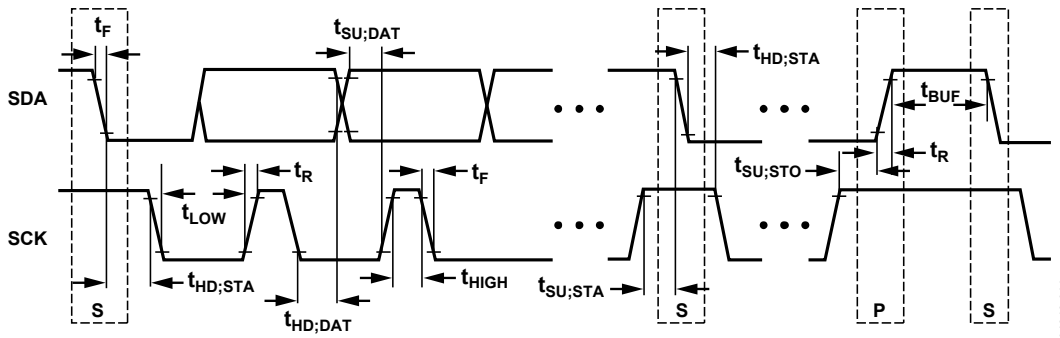 tF
tSU;DAT
tHD;STA
SDA
tBUF
tR
tF
tSU;STO
tR
tLOW
SCK
tHD;STA
tHIGH
tSU;STA
tHD;DAT
S
S
P
S